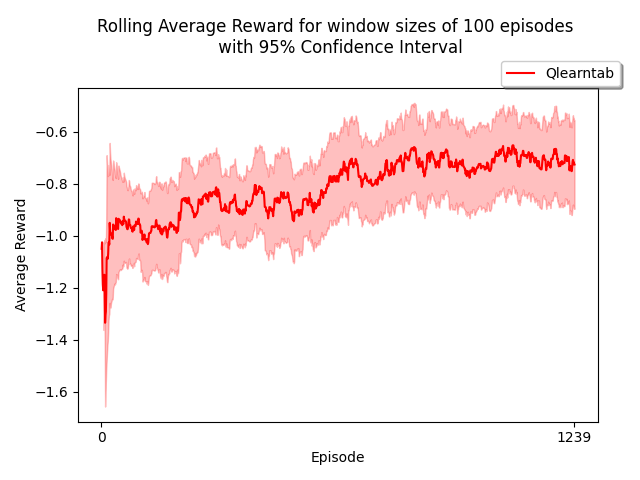 Rolling Average Reward for window sizes of 100 episodes
with 95% Confidence Interval
Qlearntab
−0.6
−0.8
−1.0
−1.2
−1.4
−1.6
Average Reward
0
1239
Episode